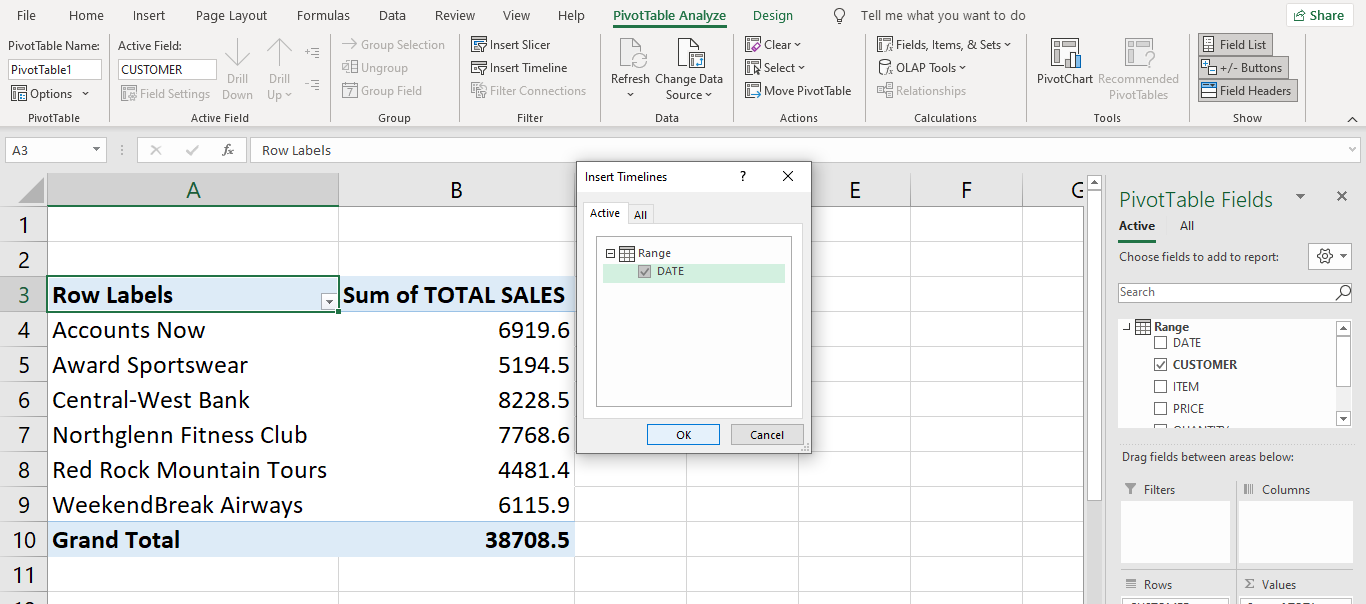 File Home Insert Page Layout Formulas Data Review View Help PivotTable Analyze Design Tell me what you want to do Share
PivotTable Name:
PivotTable1
Options
PivotTable
Active Field:
CUSTOMER
Field Settings
Drill Down
Drill Up
Active Field
Group Selection
Ungroup
7 Group Field
Group
Insert Slicer
Insert Timeline
Filter Connections
Filter
Refresh
Change Data Source
Data
Clear
Select
Move PivotTable
Actions
Fields, Items, & Sets
OLAP Tools
Relationships
Calculations
PivotChart
Recommended PivotTables
Tools
Field List
+/- Buttons
Field Headers
Show
A3 fx Row Labels
A B E F G
1
2
3 Row Labels Sum of TOTAL SALES
4 Accounts Now 6919.6
5 Award Sportswear 5194.5
6 Central-West Bank 8228.5
7 Northglenn Fitness Club 7768.6
8 Red Rock Mountain Tours 4481.4
9 WeekendBreak Airways 6115.9
10 Grand Total 38708.5
11
Insert Timelines ?
Active All
Range
DATE
OK Cancel
PivotTable Fields
Active All
Choose fields to add to report:
Search
Range
DATE
CUSTOMER
ITEM
PRICE
QUANTITY
Drag fields between areas below:
Filters Columns
Rows Σ Values